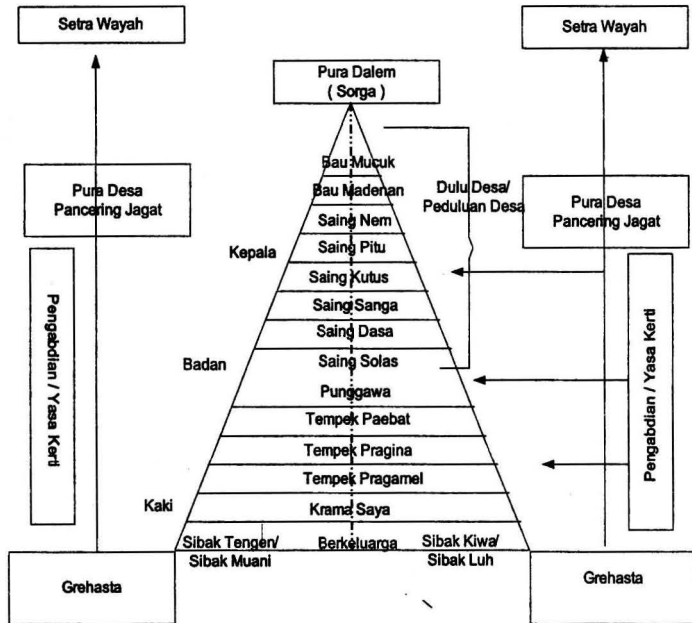 Setra Wayah
Setra Wayah
Pura Dalem
( Sorga )
Pura Desa
Pancering Jagat
Pura Desa
Pancering Jagat
Dulu Desa/
Peduluan Desa
Bau Mucuk
Bau Madenan
Saing Nem
Saing Pitu
Saing Kutus
Saing Sanga
Saing Dasa
Saing Solas
Punggawa
Tempek Paebat
Tempek Pragina
Tempek Pragamel
Krama Saya
Berkeluarga
Kepala
Badan
Kaki
Pengabdian / Yasa Kerti
Pengabdian / Yasa Kerti
Sibak Tengen/
Sibak Muani
Sibak Kiwa/
Sibak Luh
Grehasta
Grehasta